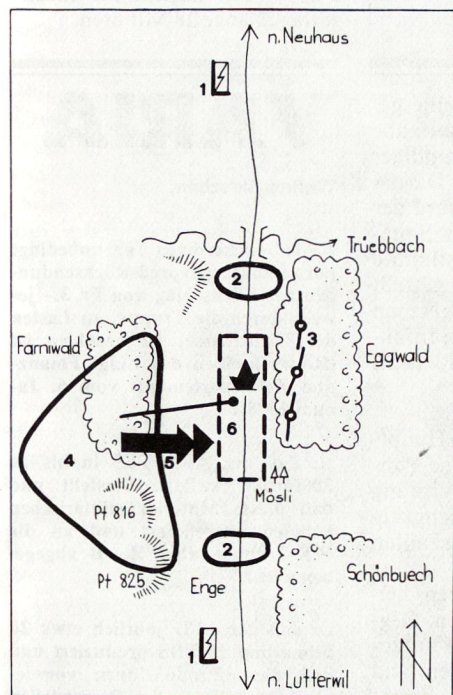 n. Neuhaus
1
Trüebbach
2
3
Farniwald
Eggwald
6
4
5
Mösli
Pt 816
2
Pt 825
Schönbuech
Enge
1
N
n. Lutterwil